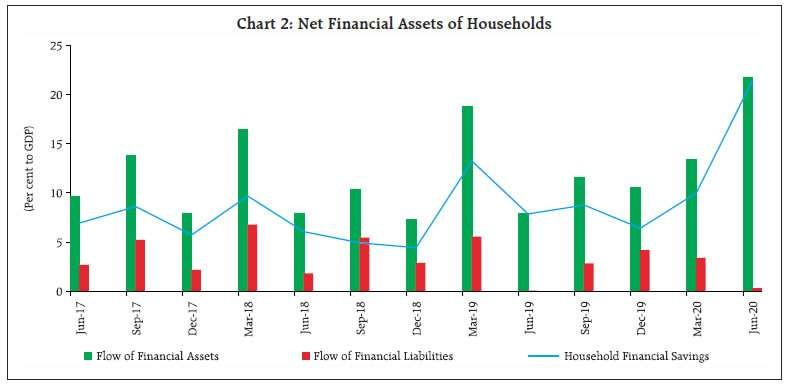 Chart 2: Net Financial Assets of Households
(Per cent to GDP)
25
20
15
10
5
0
Jun-17
Sep-17
Dec-17
Mar-18
Jun-18
Sep-18
Dec-18
Mar-19
Jun-19
Sep-19
Dec-19
Mar-20
Jun-20
Flow of Financial Assets
Flow of Financial Liabilities
Household Financial Savings